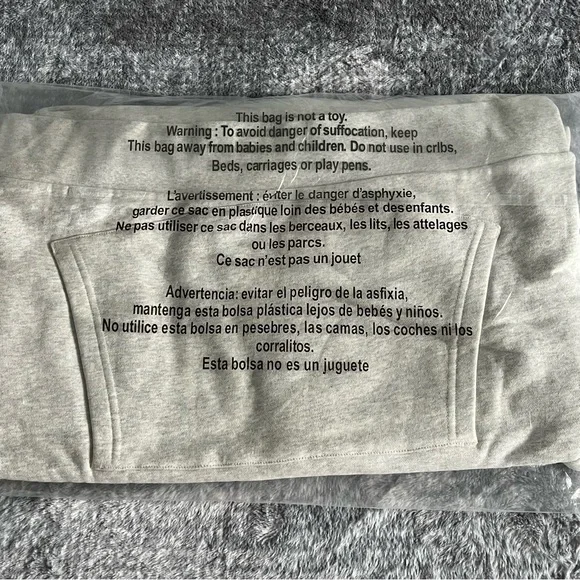 This bag is not a toy.
Warning : To avoid danger of suffocation, keep
This bag away from babies and children. Do not use in crlbs,
Beds, carriages or play pens.
L'avertissement : éviter le danger d'asphyxie,
garder ce sac en plastique loin des bébés et desenfants.
Ne pas utiliser ce sac dans les berceaux, les lits, les attelages
ou les parcs.
Ce sac n'est pas un jouet
Advertencia: evitar el peligro de la asfixia,
mantenga esta bolsa plástica lejos de bebés y niños.
No utilice esta bolsa en pesebres, las camas, los coches ni los
corralitos.
Esta bolsa no es un juguete